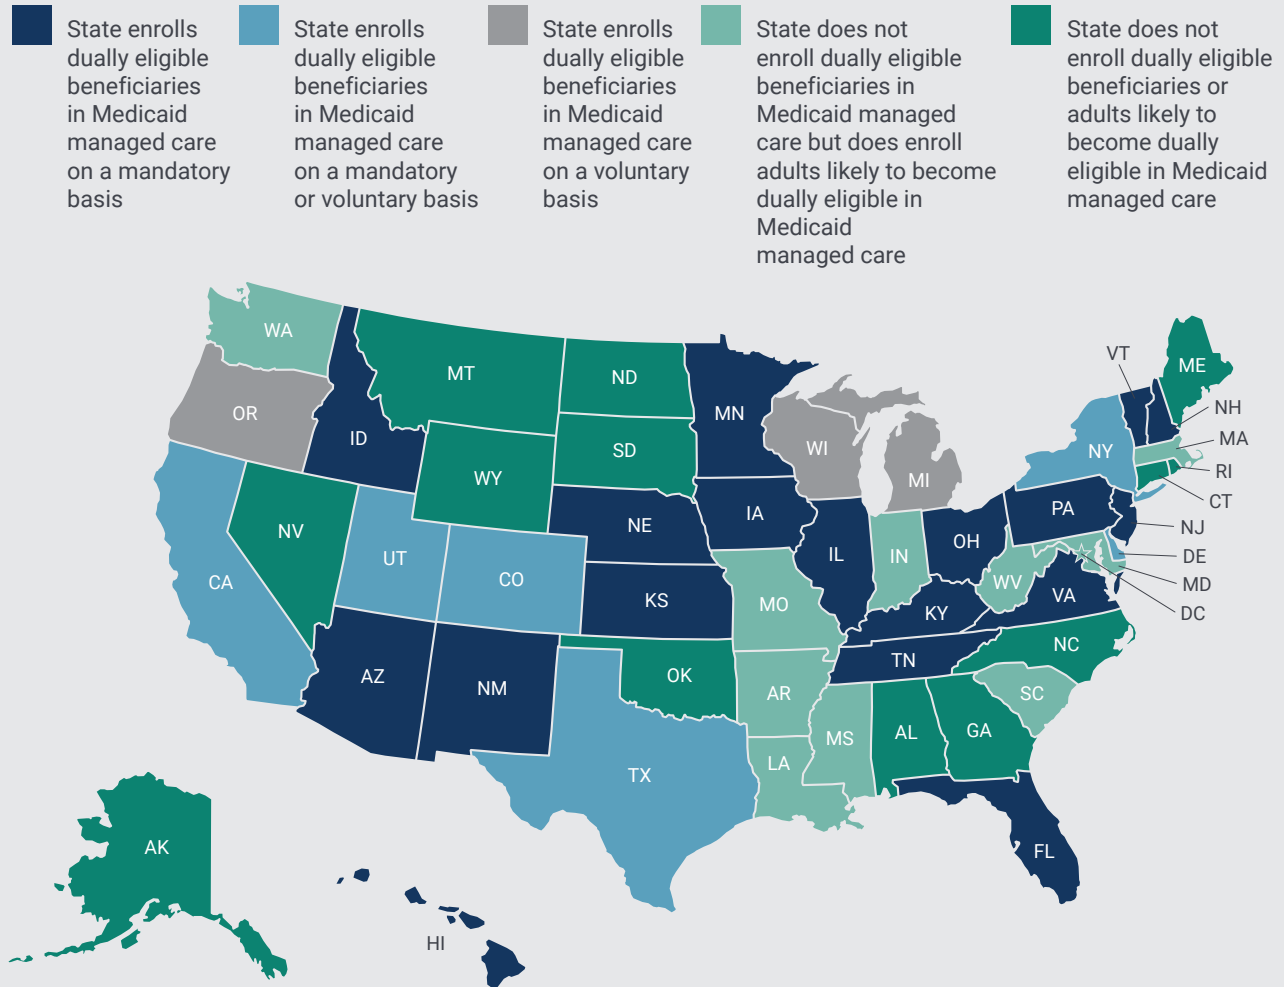 State enrolls
dually eligible
beneficiaries
in Medicaid
managed care
on a mandatory
basis
State enrolls
dually eligible
beneficiaries
in Medicaid
managed care
on a mandatory
or voluntary basis
State enrolls
dually eligible
beneficiaries
in Medicaid
managed care
on a voluntary
basis
State does not
enroll dually eligible
beneficiaries in
Medicaid managed
care but does enroll
adults likely to become
dually eligible in
Medicaid
managed care
State does not
enroll dually eligible
beneficiaries or
adults likely to
become dually
eligible in Medicaid
managed care
WA
OR
ID
MT
ND
MN
WI
MI
VT
ME
NH
MA
RI
CT
NY
NJ
DE
MD
DC
PA
WY
SD
NE
IA
IL
IN
OH
WV
VA
NV
UT
CO
CA
KS
MO
KY
NC
TN
AZ
NM
OK
AR
SC
MS
AL
GA
LA
TX
FL
AK
HI